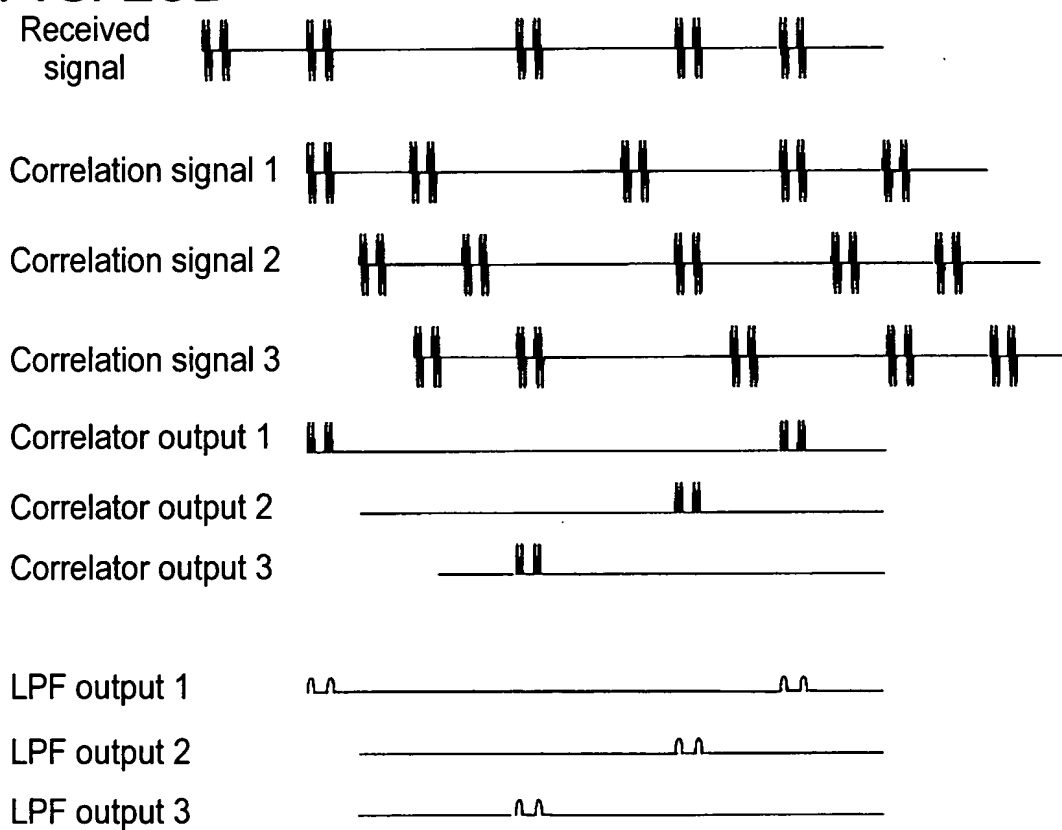 Received
signal
Correlation signal 1
Correlation signal 2
Correlation signal 3
Correlator output 1
Correlator output 2
Correlator output 3
LPF output 1
LPF output 2
LPF output 3